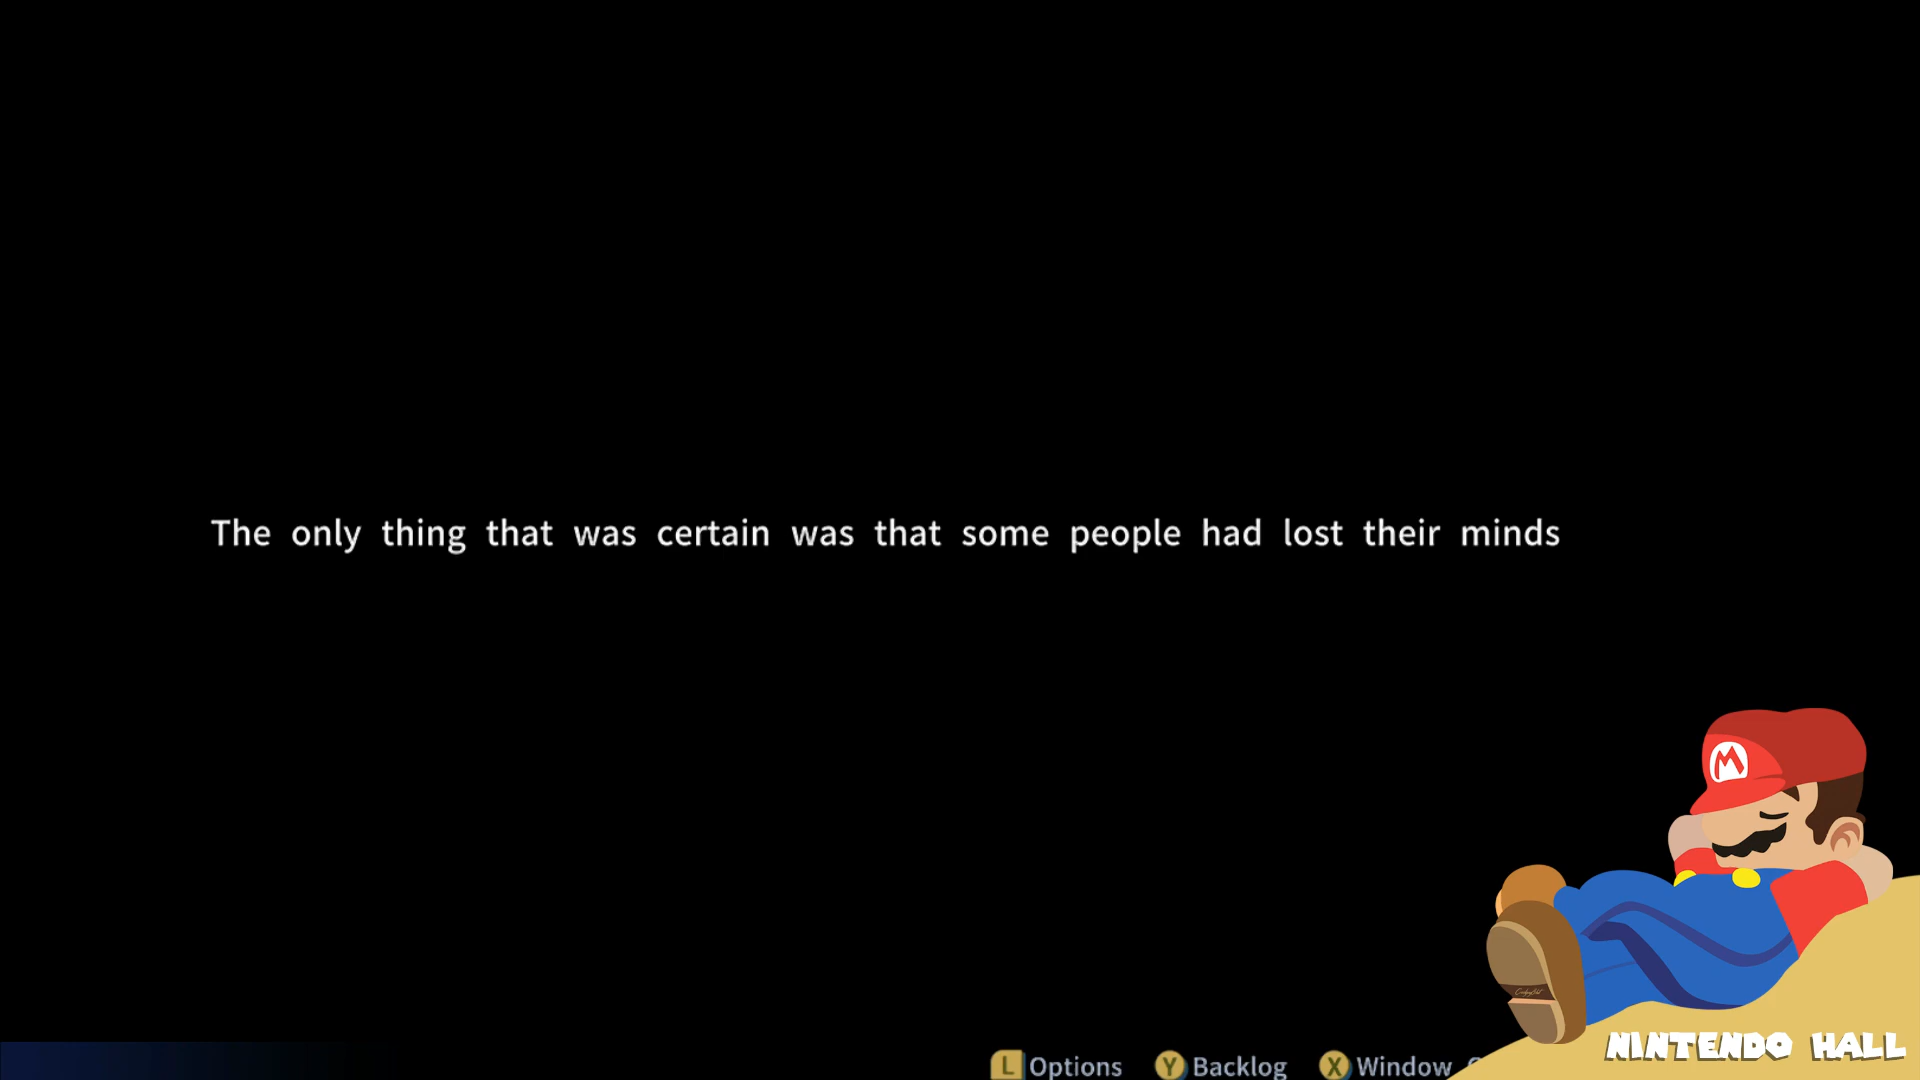 The only thing that was certain was that some people had lost their minds
L Options Y Backlog X Window
NINTENDO HALL